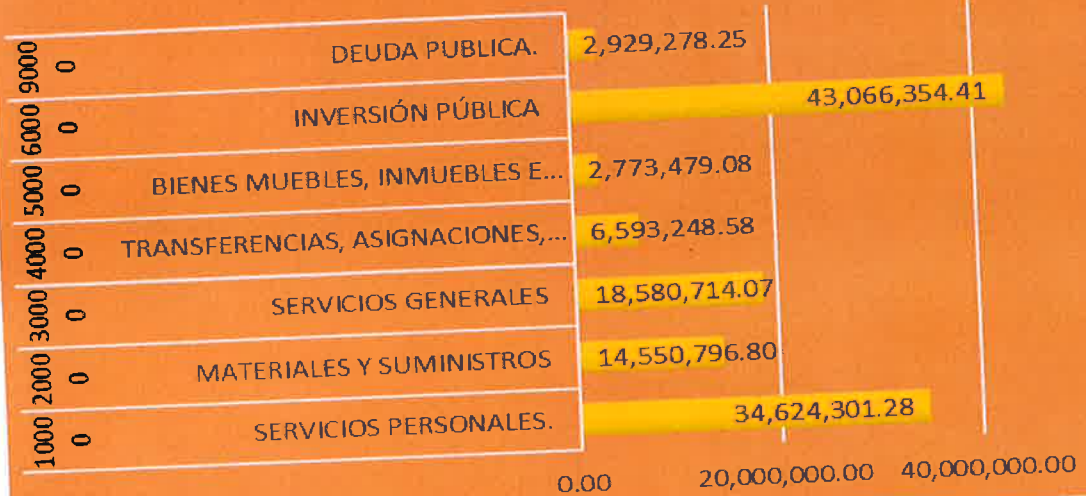 9000 0 DEUDA PUBLICA. 2,929,278.25
6000 0 INVERSIÓN PÚBLICA 43,066,354.41
5000 0 BIENES MUEBLES, INMUEBLES E... 2,773,479.08
4000 0 TRANSFERENCIAS, ASIGNACIONES,... 6,593,248.58
3000 0 SERVICIOS GENERALES 18,580,714.07
2000 0 MATERIALES Y SUMINISTROS 14,550,796.80
1000 0 SERVICIOS PERSONALES. 34,624,301.28
0.00 20,000,000.00 40,000,000.00